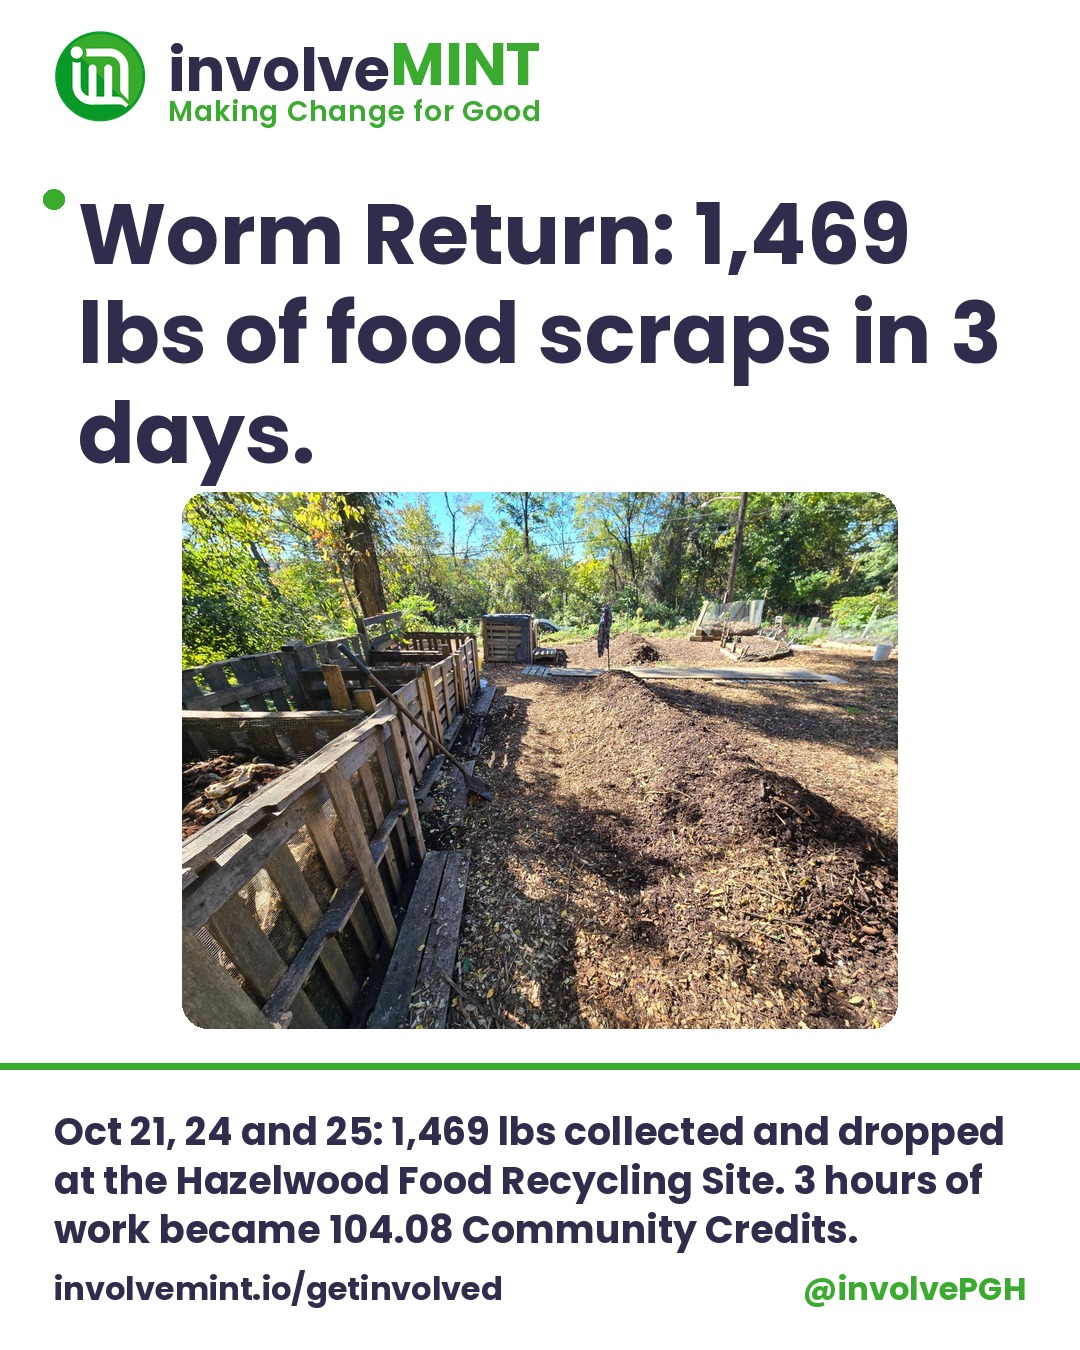 involveMINT
Making Change for Good
Worm Return: 1,469
lbs of food scraps in 3
days.
Oct 21, 24 and 25: 1,469 lbs collected and dropped
at the Hazelwood Food Recycling Site. 3 hours of
work became 104.08 Community Credits.
involvemint.io/getinvolved
@involvePGH